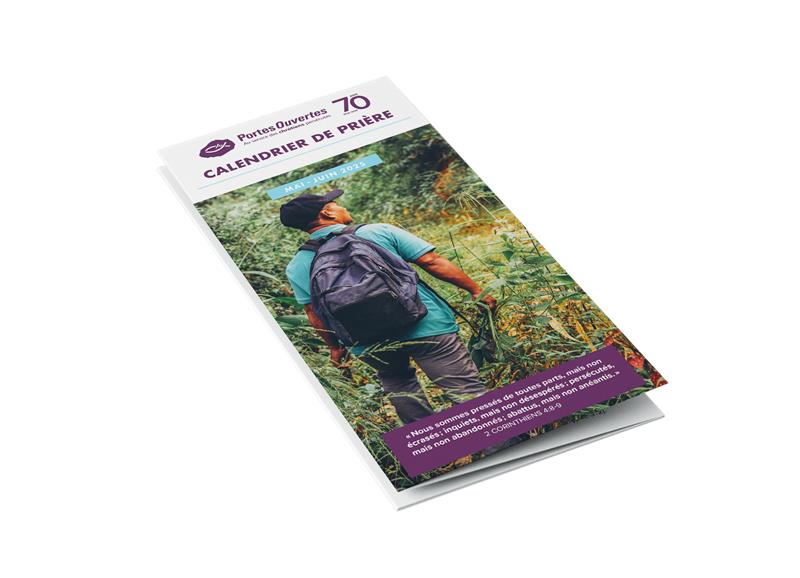 Portes Ouvertes
Au service des chrétiens persécutés
70
CALENDRIER DE PRIÈRE
MAI - JUIN 2025
« Nous sommes pressés de toutes parts, mais non
écrasés ; inquiets, mais non désespérés ; persécutés,
mais non abandonnés ; abattus, mais non anéantis. »
2 CORINTHIENS 4:8-9